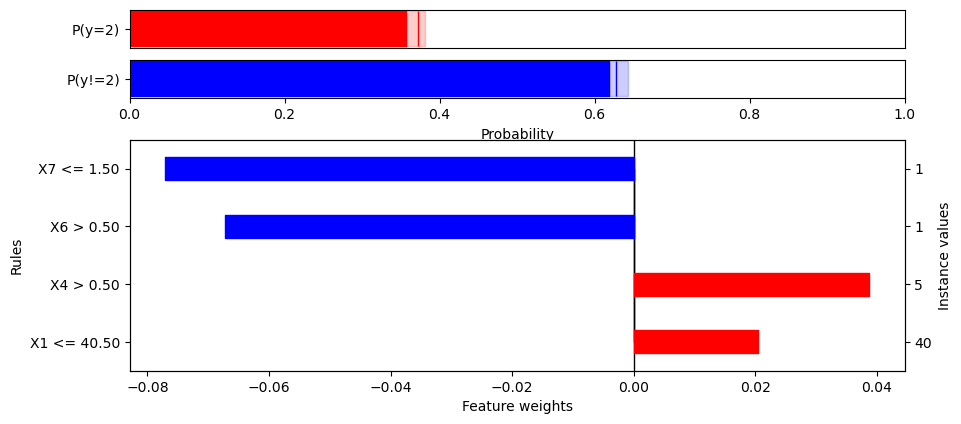 P(y=2)
P(y!=2)
0.0 0.2 0.4 0.6 0.8 1.0
Probability
X7 <= 1.50 1
X6 > 0.50 1
X4 > 0.50 5
X1 <= 40.50 40
Rules
Instance values
−0.08 −0.06 −0.04 −0.02 0.00 0.02 0.04
Feature weights